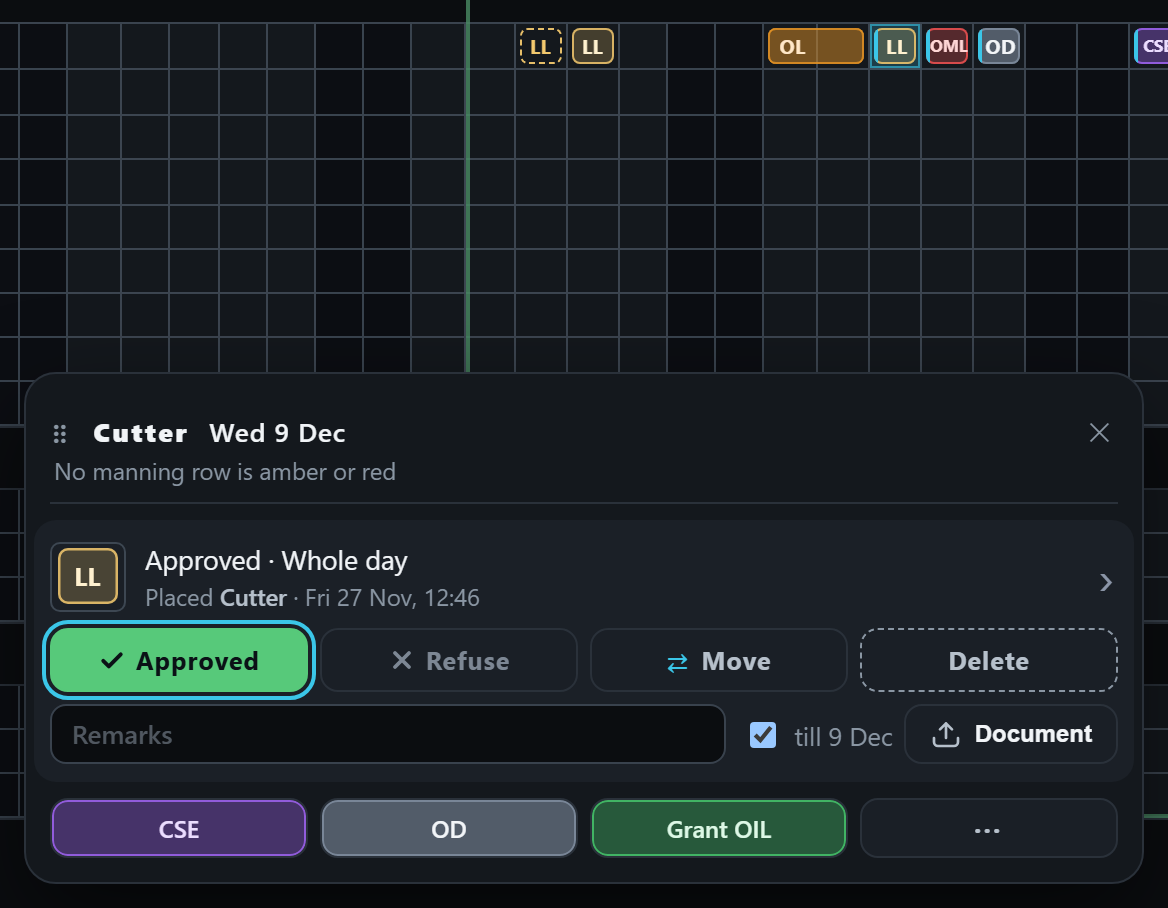 LL LL OL LL OML OD CSE
Cutter Wed 9 Dec
No manning row is amber or red
LL
Approved · Whole day
Placed Cutter · Fri 27 Nov, 12:46
Approved Refuse Move Delete
Remarks till 9 Dec Document
CSE OD Grant OIL ...